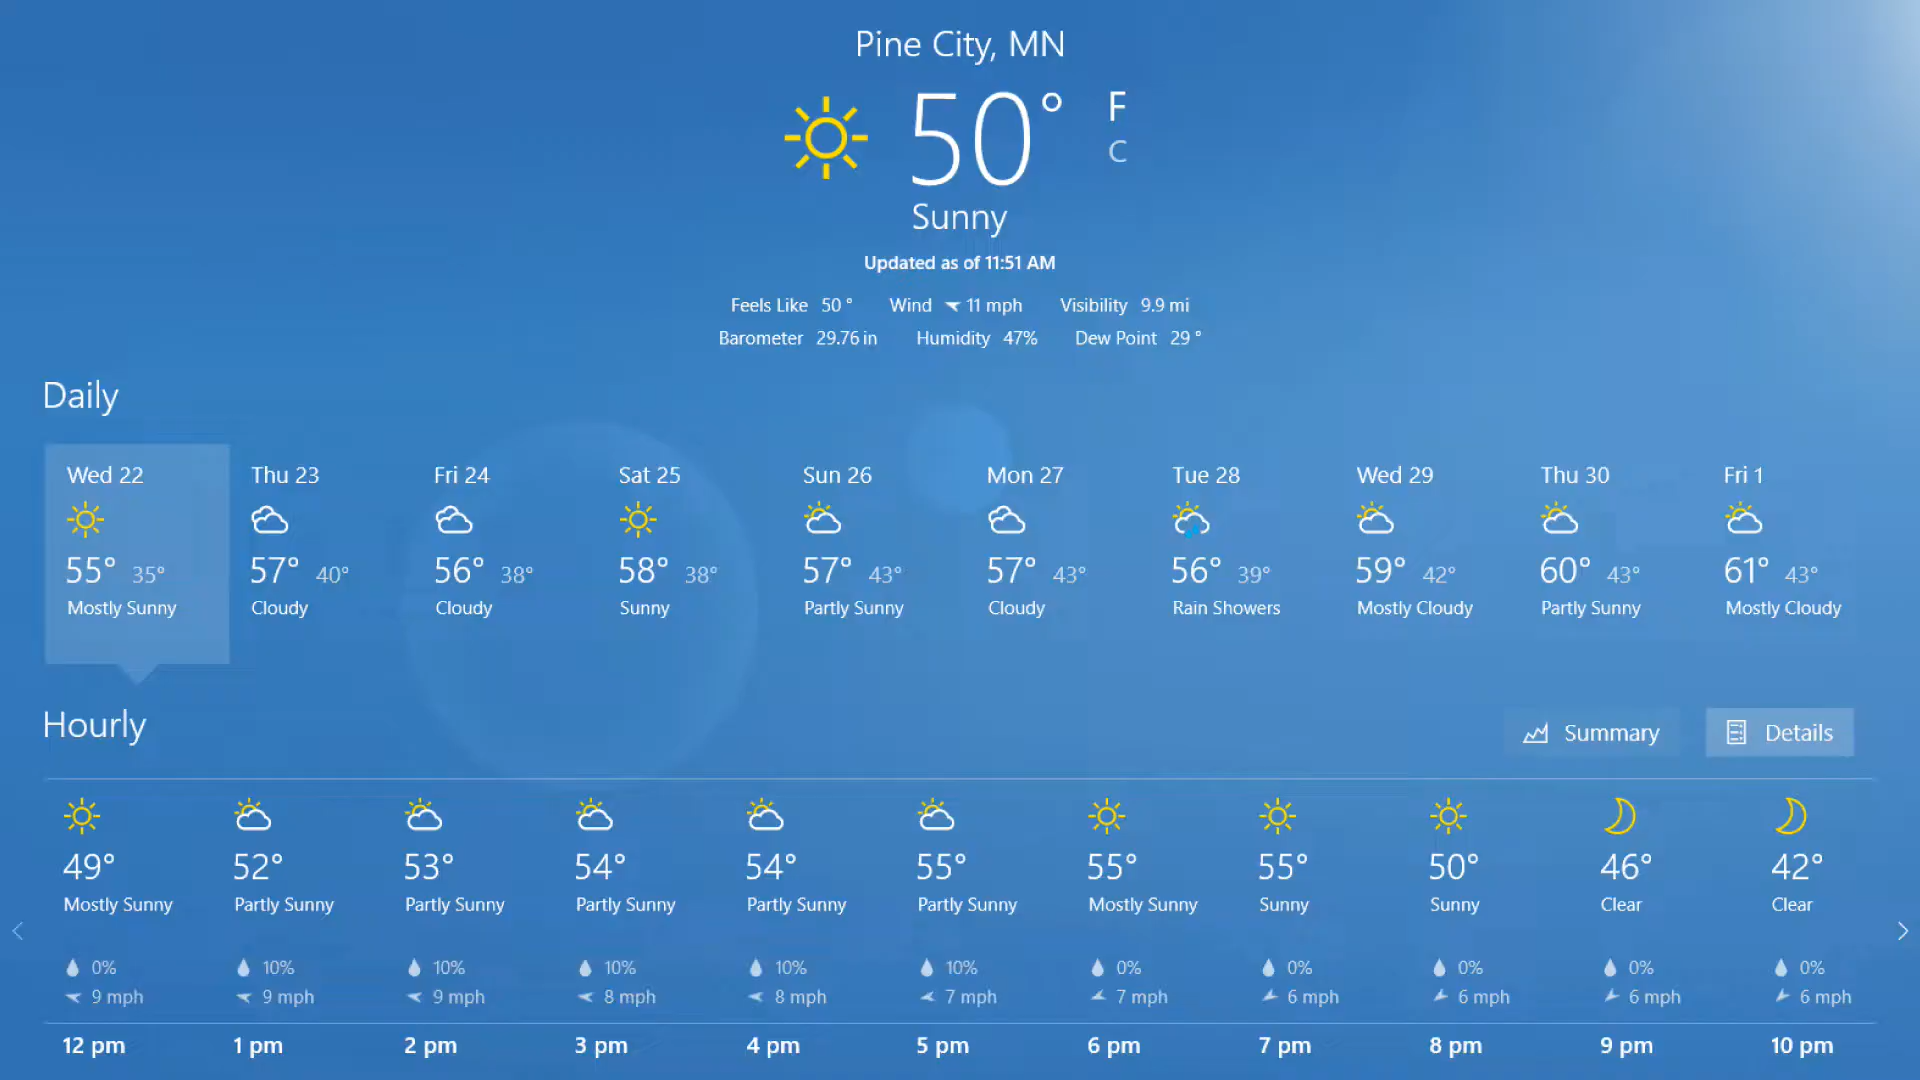 Pine City, MN
50° F
C
Sunny
Updated as of 11:51 AM
Feels Like 50 ° Wind 11 mph Visibility 9.9 mi
Barometer 29.76 in Humidity 47% Dew Point 29 °
Daily
Wed 22 Thu 23 Fri 24 Sat 25 Sun 26 Mon 27 Tue 28 Wed 29 Thu 30 Fri 1
55° 35° 57° 40° 56° 38° 58° 38° 57° 43° 57° 43° 56° 39° 59° 42° 60° 43° 61° 43°
Mostly Sunny Cloudy Cloudy Sunny Partly Sunny Cloudy Rain Showers Mostly Cloudy Partly Sunny Mostly Cloudy
Hourly Summary Details
49° 52° 53° 54° 54° 55° 55° 55° 50° 46° 42°
Mostly Sunny Partly Sunny Partly Sunny Partly Sunny Partly Sunny Partly Sunny Mostly Sunny Sunny Sunny Clear Clear
0% 10% 10% 10% 10% 10% 0% 0% 0% 0% 0%
9 mph 9 mph 9 mph 8 mph 8 mph 7 mph 7 mph 6 mph 6 mph 6 mph 6 mph
12 pm 1 pm 2 pm 3 pm 4 pm 5 pm 6 pm 7 pm 8 pm 9 pm 10 pm